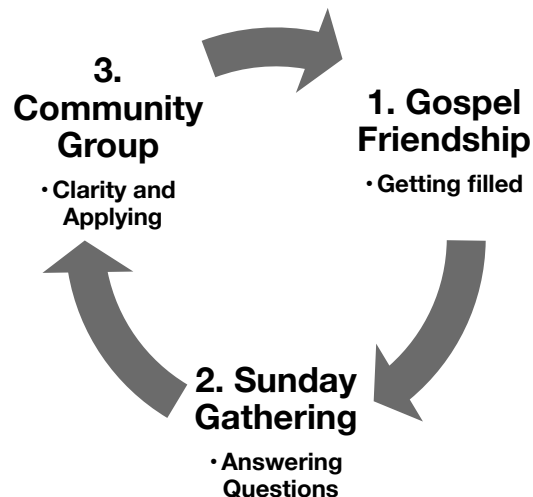 1. Gospel
Friendship
• Getting filled
2. Sunday
Gathering
• Answering
Questions
3.
Community
Group
• Clarity and
Applying